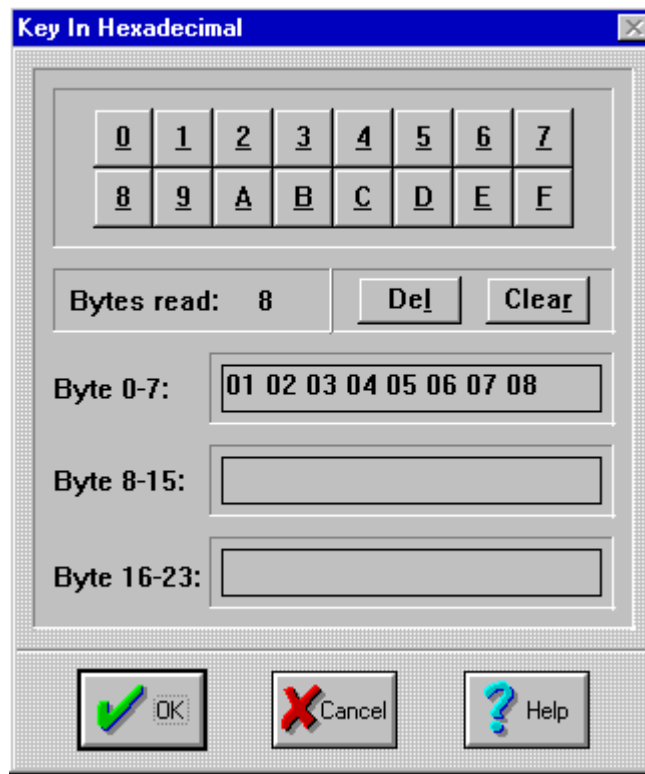 Key In Hexadecimal
0 1 2 3 4 5 6 7
8 9 A B C D E F
Bytes read: 8 Del Clear
Byte 0-7: 01 02 03 04 05 06 07 08
Byte 8-15:
Byte 16-23:
OK Cancel Help